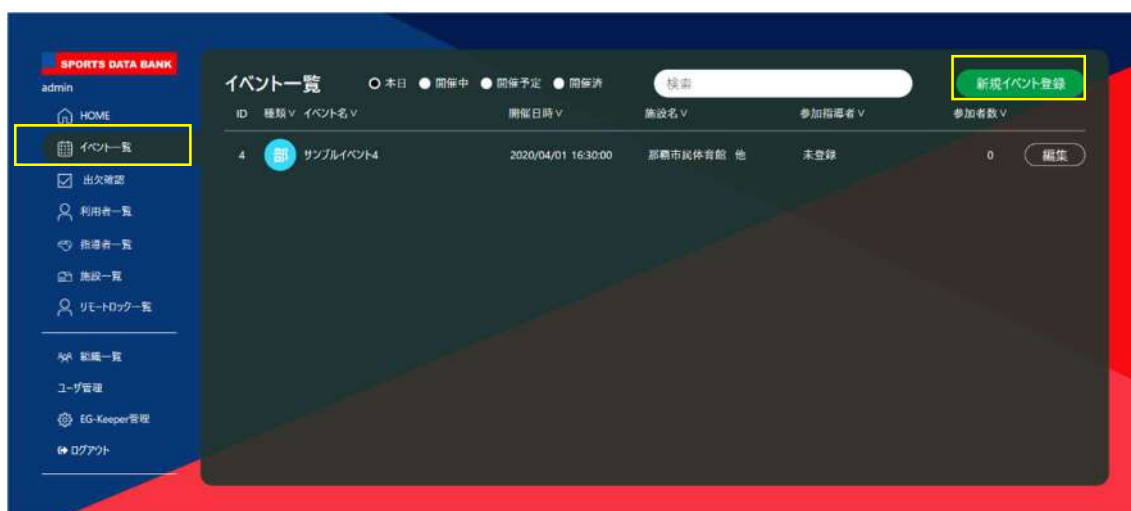 SPORTS DATA BANK
admin
HOME
イベント一覧
出欠確認
利用者一覧
指導者一覧
施設一覧
リモートロック一覧
組織一覧
ユーザ管理
EG-Keeper管理
ログアウト
イベント一覧 本日 開催中 開催予定 開催済 検索 新規イベント登録
ID 種類∨ イベント名∨ 開催日時∨ 施設名∨ 参加指導者∨ 参加者数∨
4 部 サンプルイベント4 2020/04/01 16:30:00 那覇市民体育館 他 未登録 0 編集